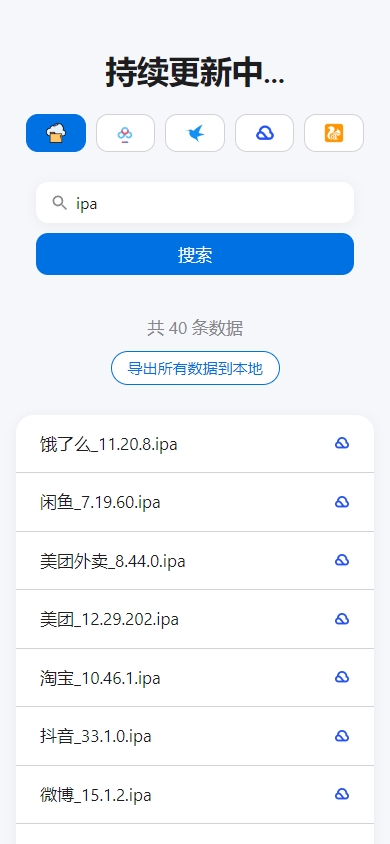 持续更新中...
ipa
搜索
共 40 条数据
导出所有数据到本地
饿了么_11.20.8.ipa
闲鱼_7.19.60.ipa
美团外卖_8.44.0.ipa
美团_12.29.202.ipa
淘宝_10.46.1.ipa
抖音_33.1.0.ipa
微博_15.1.2.ipa